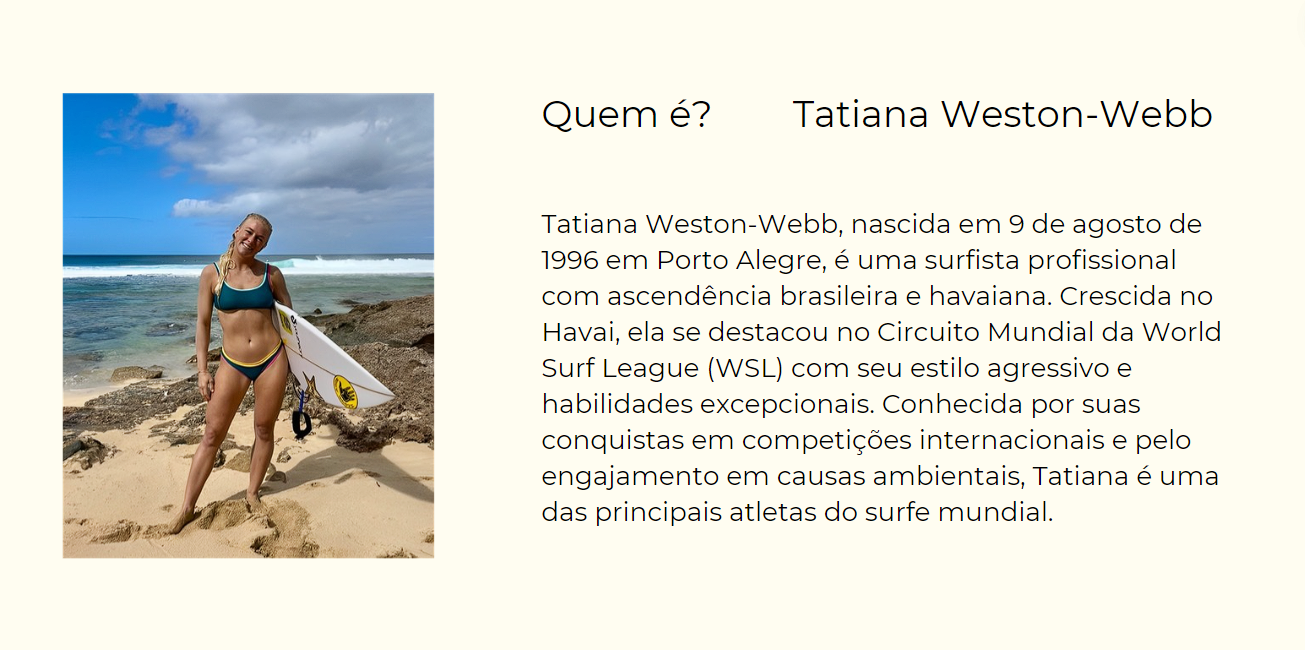 Quem é? Tatiana Weston-Webb
Tatiana Weston-Webb, nascida em 9 de agosto de
1996 em Porto Alegre, é uma surfista profissional
com ascendência brasileira e havaiana. Crescida no
Havai, ela se destacou no Circuito Mundial da World
Surf League (WSL) com seu estilo agressivo e
habilidades excepcionais. Conhecida por suas
conquistas em competições internacionais e pelo
engajamento em causas ambientais, Tatiana é uma
das principais atletas do surfe mundial.